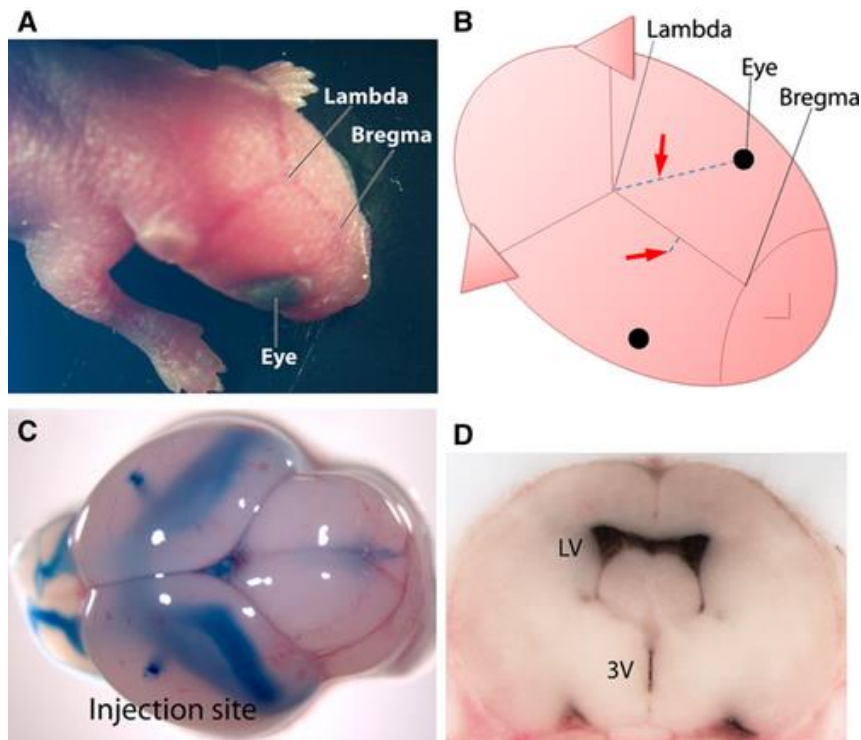 A
Lambda
Bregma
Eye
B
Lambda
Eye
Bregma
C
Injection site
D
LV
3V